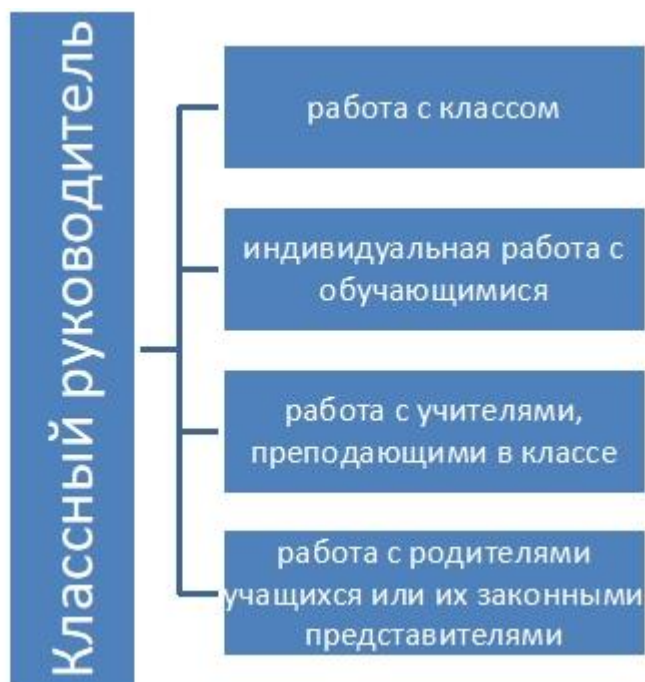 Классный руководитель
работа с классом
индивидуальная работа с
обучающимися
работа с учителями,
преподающими в классе
работа с родителями
учащихся или их законными
представителями